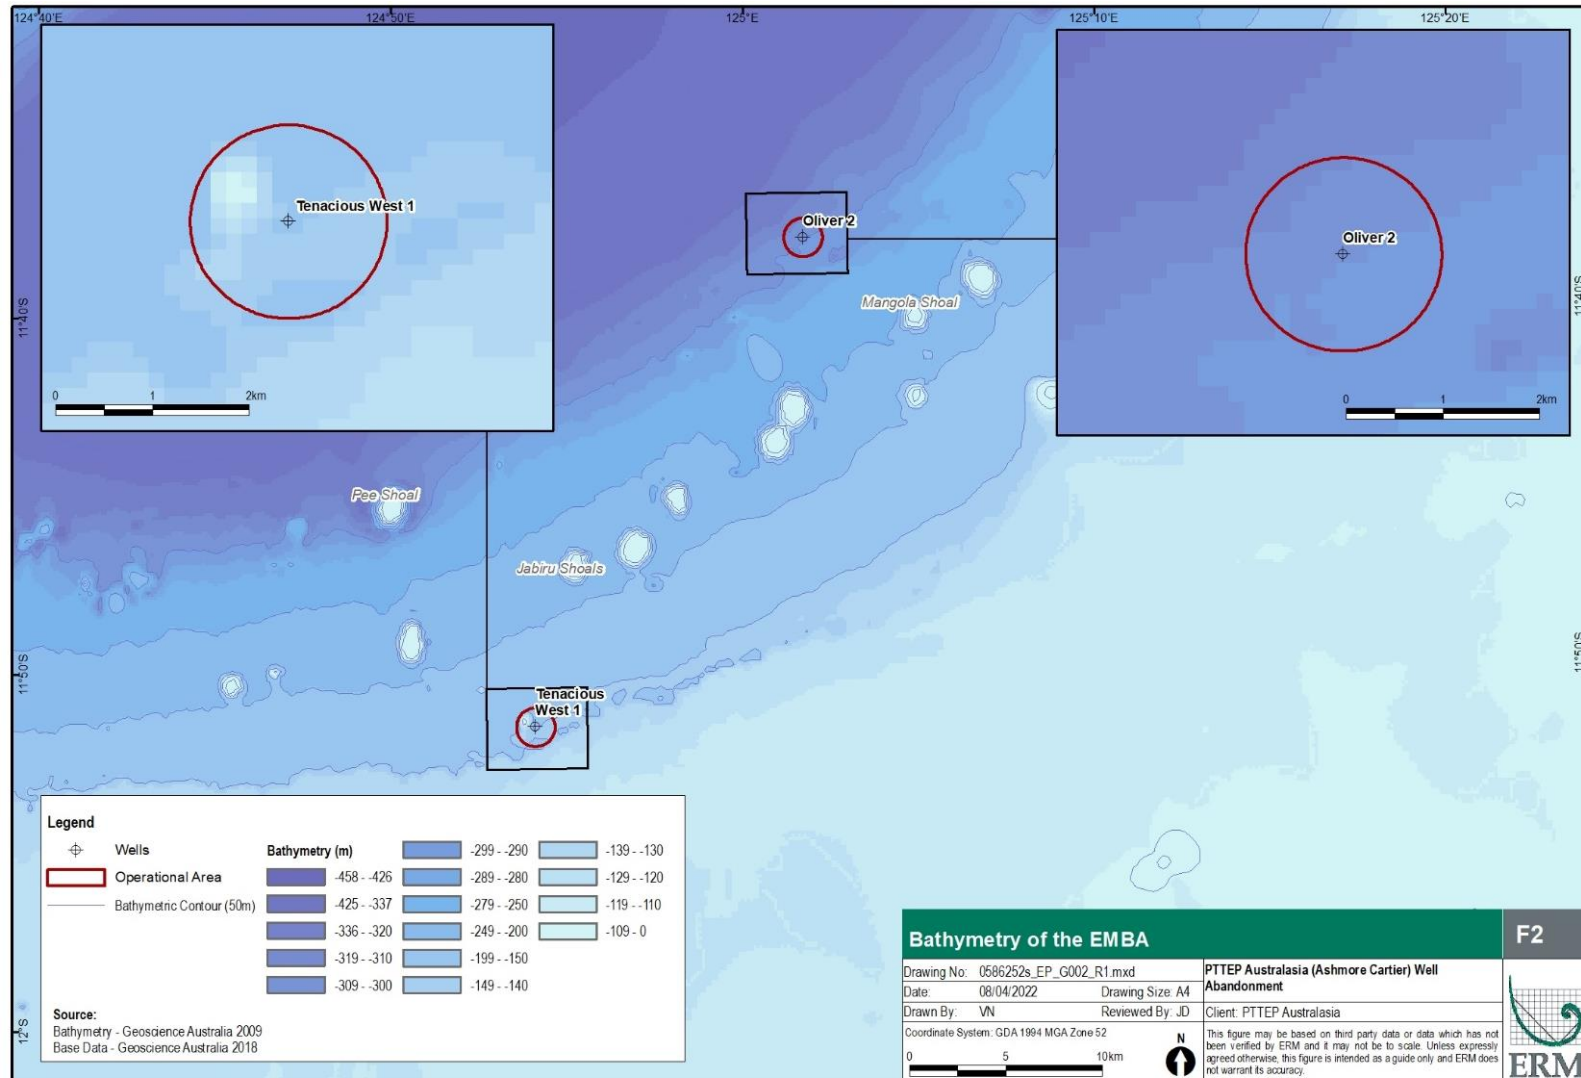 124°40'E
124°50'E
125°E
125°10'E
125°20'E
Tenacious West 1
0 1 2km
Oliver 2
0 1 2km
Oliver 2
Mangola Shoal
11°40'S
11°40'S
Pee Shoal
Jabiru Shoals
11°50'S
11°50'S
Tenacious
West 1
12°S
Legend
Wells
Operational Area
Bathymetric Contour (50m)
Bathymetry (m)
-458 - -426
-425 - -337
-336 - -320
-319 - -310
-309 - -300
-299 - -290
-289 - -280
-279 - -250
-249 - -200
-199 - -150
-149 - -140
-139 - -130
-129 - -120
-119 - -110
-109 - 0
Source:
Bathymetry - Geoscience Australia 2009
Base Data - Geoscience Australia 2018
Bathymetry of the EMBA
F2
Drawing No: 0586252s_EP_G002_R1.mxd
Date: 08/04/2022 Drawing Size: A4
Drawn By: VN Reviewed By: JD
Coordinate System: GDA 1994 MGA Zone 52
0 5 10km
N
PTTEP Australasia (Ashmore Cartier) Well
Abandonment
Client: PTTEP Australasia
This figure may be based on third party data or data which has not
been verified by ERM and it may not be to scale. Unless expressly
agreed otherwise, this figure is intended as a guide only and ERM does
not warrant its accuracy.
ERM